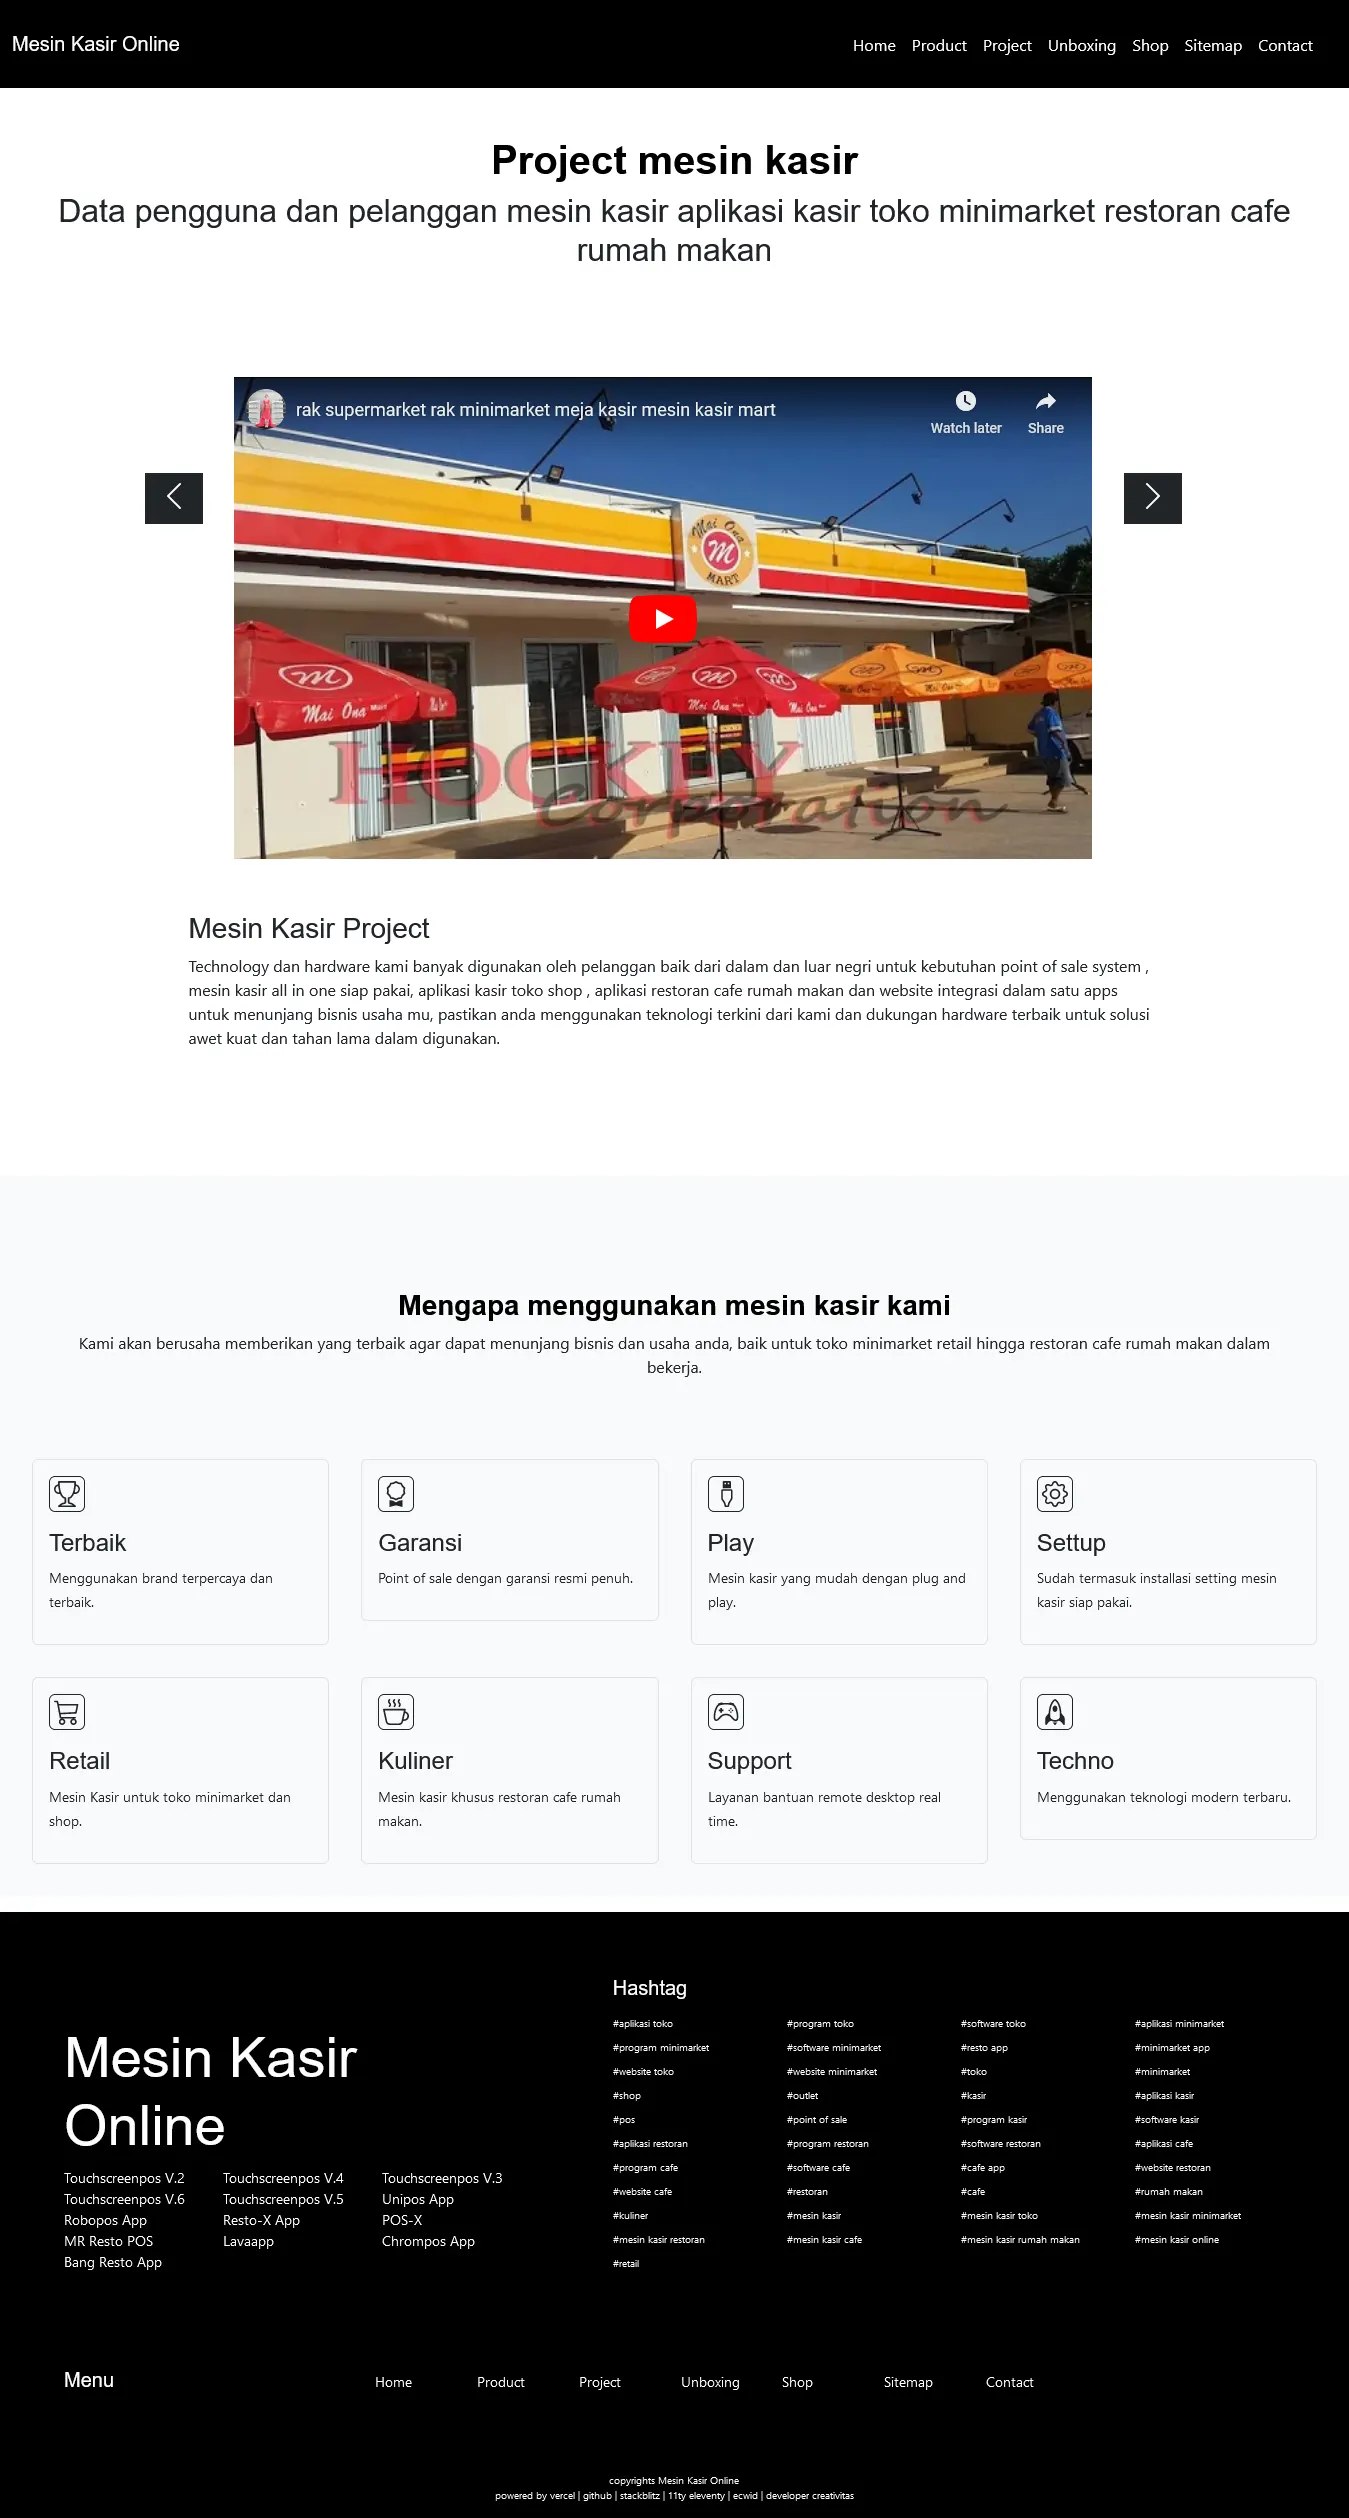 Mesin Kasir Online
Home Product Project Unboxing Shop Sitemap Contact
Project mesin kasir
Data pengguna dan pelanggan mesin kasir aplikasi kasir toko minimarket restoran cafe
rumah makan
rak supermarket rak minimarket meja kasir mesin kasir mart
Watch later Share
Mai Ona
M
MART
Mai Ona
Mai Ona
HOCKEY
Corporation
Mesin Kasir Project
Technology dan hardware kami banyak digunakan oleh pelanggan baik dari dalam dan luar negri untuk kebutuhan point of sale system ,
mesin kasir all in one siap pakai, aplikasi kasir toko shop , aplikasi restoran cafe rumah makan dan website integrasi dalam satu apps
untuk menunjang bisnis usaha mu, pastikan anda menggunakan teknologi terkini dari kami dan dukungan hardware terbaik untuk solusi
awet kuat dan tahan lama dalam digunakan.
Mengapa menggunakan mesin kasir kami
Kami akan berusaha memberikan yang terbaik agar dapat menunjang bisnis dan usaha anda, baik untuk toko minimarket retail hingga restoran cafe rumah makan dalam
bekerja.
Terbaik
Menggunakan brand terpercaya dan
terbaik.
Garansi
Point of sale dengan garansi resmi penuh.
Play
Mesin kasir yang mudah dengan plug and
play.
Settup
Sudah termasuk installasi setting mesin
kasir siap pakai.
Retail
Mesin Kasir untuk toko minimarket dan
shop.
Kuliner
Mesin kasir khusus restoran cafe rumah
makan.
Support
Layanan bantuan remote desktop real
time.
Techno
Menggunakan teknologi modern terbaru.
Mesin Kasir
Online
Touchscreenpos V.2 Touchscreenpos V.4 Touchscreenpos V.3
Touchscreenpos V.6 Touchscreenpos V.5 Unipos App
Robopos App Resto-X App POS-X
MR Resto POS Lavaapp Chrompos App
Bang Resto App
Hashtag
#aplikasi toko #program toko #software toko #aplikasi minimarket
#program minimarket #software minimarket #resto app #minimarket app
#website toko #website minimarket #toko #minimarket
#shop #outlet #kasir #aplikasi kasir
#pos #point of sale #program kasir #software kasir
#aplikasi restoran #program restoran #software restoran #aplikasi cafe
#program cafe #software cafe #cafe app #website restoran
#website cafe #restoran #cafe #rumah makan
#kuliner #mesin kasir #mesin kasir toko #mesin kasir minimarket
#mesin kasir restoran #mesin kasir cafe #mesin kasir rumah makan #mesin kasir online
#retail
Menu
Home Product Project Unboxing Shop Sitemap Contact
copyrights Mesin Kasir Online
powered by vercel | github | stackblitz | 11ty eleventy | ecwid | developer creativitas